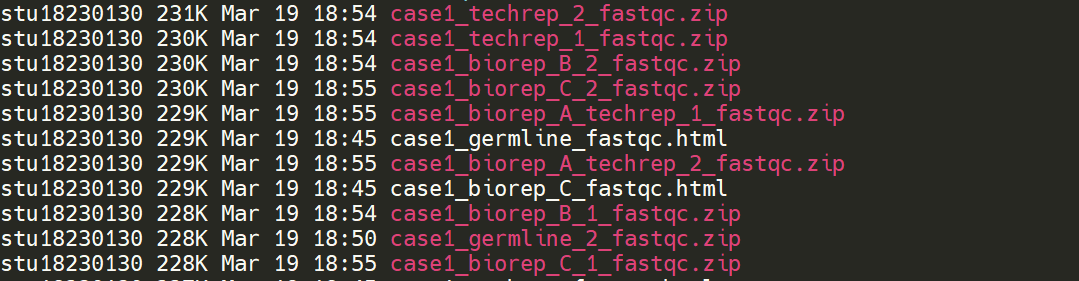 stu18230130 231K Mar 19 18:54 case1_techrep_2_fastqc.zip
stu18230130 230K Mar 19 18:54 case1_techrep_1_fastqc.zip
stu18230130 230K Mar 19 18:54 case1_biorep_B_2_fastqc.zip
stu18230130 230K Mar 19 18:55 case1_biorep_C_2_fastqc.zip
stu18230130 229K Mar 19 18:55 case1_biorep_A_techrep_1_fastqc.zip
stu18230130 229K Mar 19 18:45 case1_germline_fastqc.html
stu18230130 229K Mar 19 18:55 case1_biorep_A_techrep_2_fastqc.zip
stu18230130 229K Mar 19 18:45 case1_biorep_C_fastqc.html
stu18230130 228K Mar 19 18:54 case1_biorep_B_1_fastqc.zip
stu18230130 228K Mar 19 18:50 case1_germline_2_fastqc.zip
stu18230130 228K Mar 19 18:55 case1_biorep_C_1_fastqc.zip